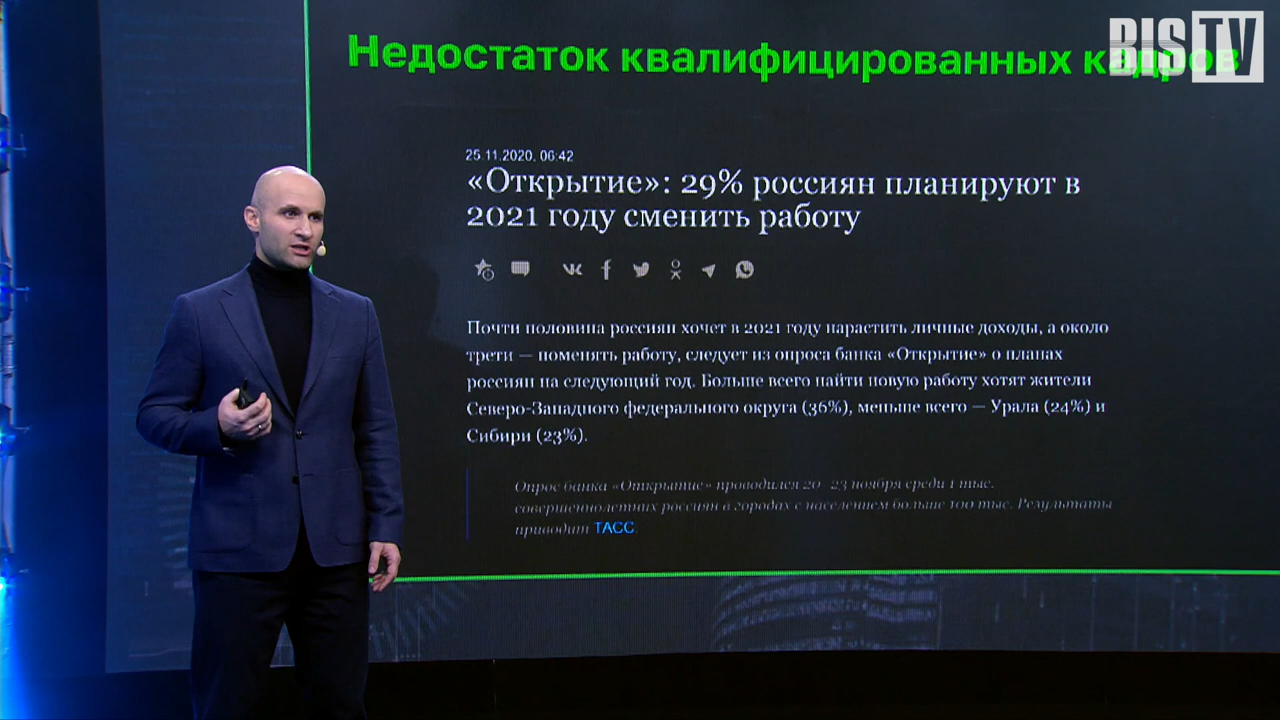 BIS TV
Недостаток квалифицированных кадров
25.11.2020, 06:42
«Открытие»: 29% россиян планируют в
2021 году сменить работу
Почти половина россиян хочет в 2021 году нарастить личные доходы, а около
трети — поменять работу, следует из опроса банка «Открытие» о планах
россиян на следующий год. Больше всего найти новую работу хотят жители
Северо-Западного федерального округа (36%), меньше всего — Урала (24%) и
Сибири (23%).
Опрос банка «Открытие» проводился 20–23 ноября среди 1 тыс.
совершеннолетних россиян в городах с населением больше 100 тыс. Результаты
приводит ТАСС.